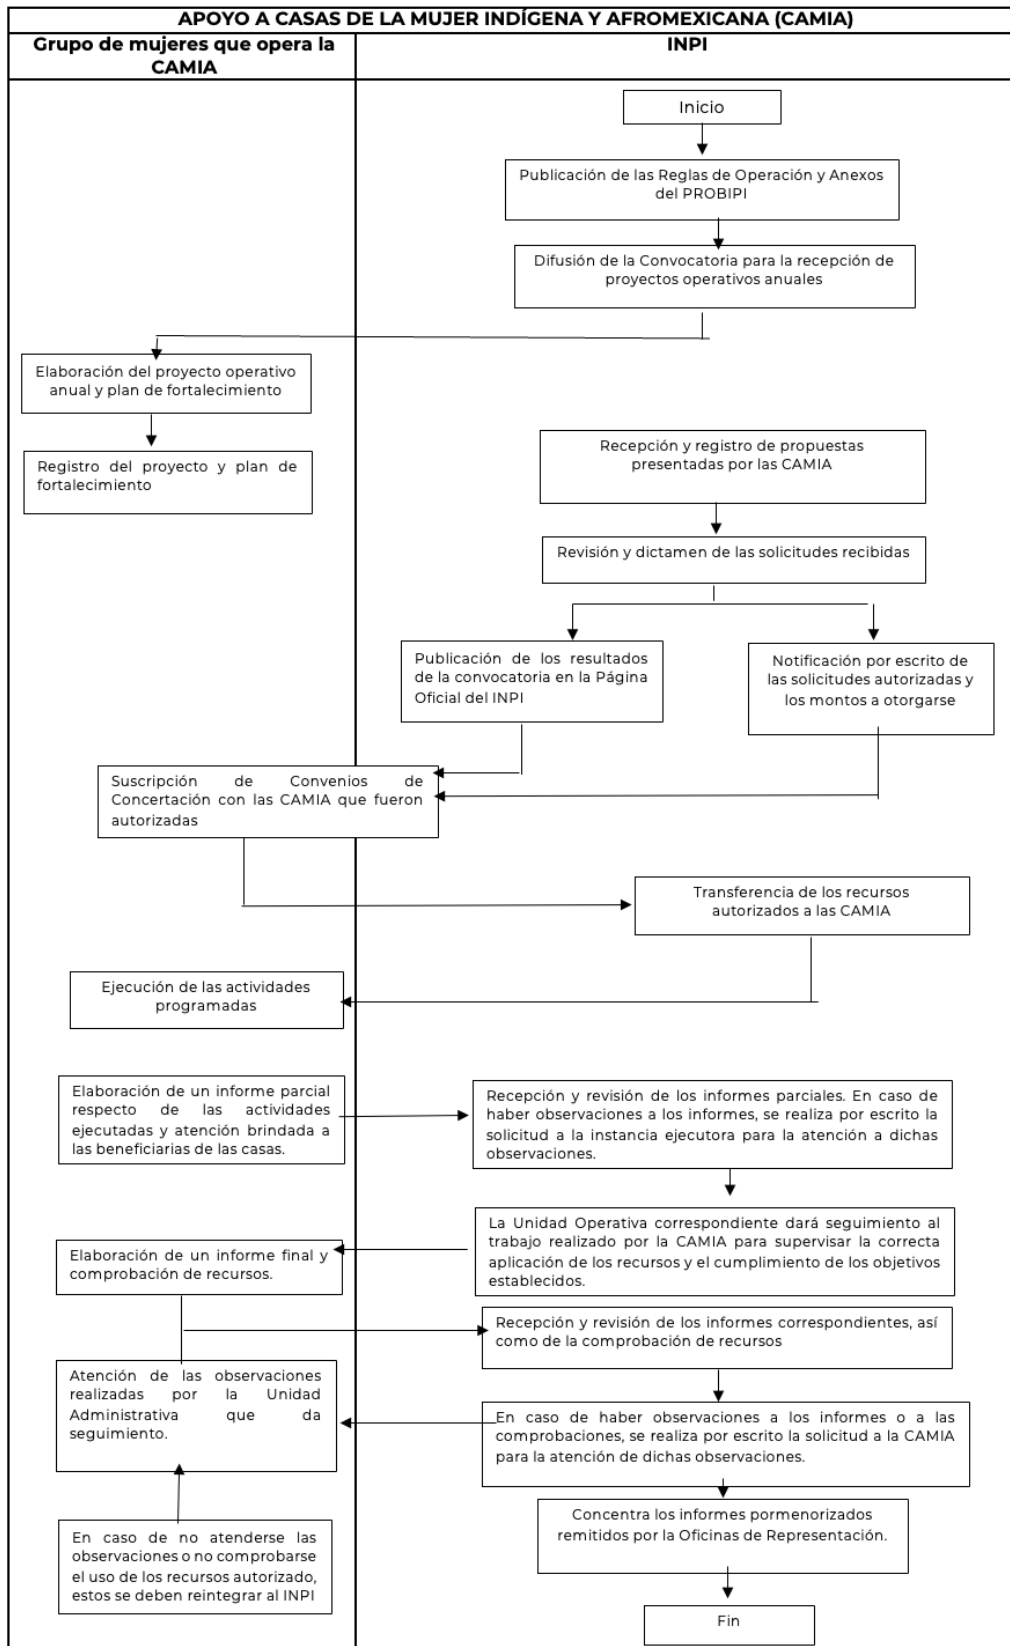 APOYO A CASAS DE LA MUJER INDÍGENA Y AFROMEXICANA (CAMIA)
Grupo de mujeres que opera la
CAMIA
INPI
Inicio
Publicación de las Reglas de Operación y Anexos
del PROBIPI
Difusión de la Convocatoria para la recepción de
proyectos operativos anuales
Elaboración del proyecto operativo
anual y plan de fortalecimiento
Registro del proyecto y plan de
fortalecimiento
Recepción y registro de propuestas
presentadas por las CAMIA
Revisión y dictamen de las solicitudes recibidas
Publicación de los resultados
de la convocatoria en la Página
Oficial del INPI
Notificación por escrito de
las solicitudes autorizadas y
los montos a otorgarse
Suscripción de Convenios de
Concertación con las CAMIA que fueron
autorizadas
Transferencia de los recursos
autorizados a las CAMIA
Ejecución de las actividades
programadas
Elaboración de un informe parcial
respecto de las actividades
ejecutadas y atención brindada a
las beneficiarias de las casas.
Recepción y revisión de los informes parciales. En caso de
haber observaciones a los informes, se realiza por escrito la
solicitud a la instancia ejecutora para la atención a dichas
observaciones.
La Unidad Operativa correspondiente dará seguimiento al
trabajo realizado por la CAMIA para supervisar la correcta
aplicación de los recursos y el cumplimiento de los objetivos
establecidos.
Elaboración de un informe final y
comprobación de recursos.
Recepción y revisión de los informes correspondientes, así
como de la comprobación de recursos
Atención de las observaciones
realizadas por la Unidad
Administrativa que da
seguimiento.
En caso de haber observaciones a los informes o a las
comprobaciones, se realiza por escrito la solicitud a la CAMIA
para la atención de dichas observaciones.
En caso de no atenderse las
observaciones o no comprobarse
el uso de los recursos autorizado,
estos se deben reintegrar al INPI
Concentra los informes pormenorizados
remitidos por la Oficinas de Representación.
Fin